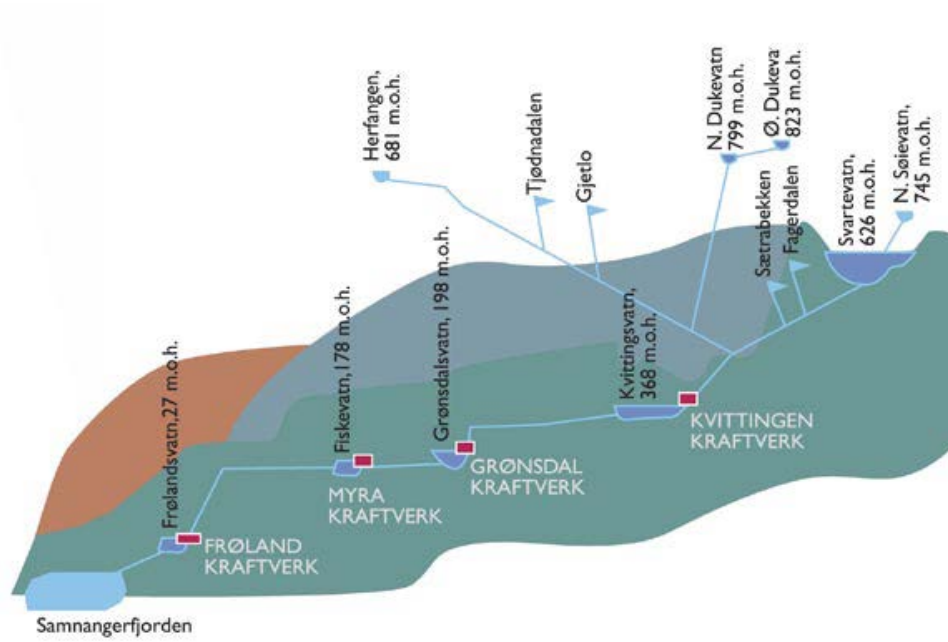 Herfangen,
681 m.o.h.
Tjødnadalen
Gjetlo
N. Dukevatn
799 m.o.h.
Ø. Dukeva
823 m.o.h.
Sætrabekken
Fagerdalen
Svartevatn,
626 m.o.h.
N. Søievatn,
745 m.o.h.
Frølandsvatn,27 m.o.h.
Fiskevatn,178 m.o.h.
Grønsdalsvatn, 198 m.o.h.
Kvittingsvatn,
368 m.o.h.
KVITTINGEN
KRAFTVERK
GRØNSDAL
KRAFTVERK
MYRA
KRAFTVERK
FRØLAND
KRAFTVERK
Samnangerfjorden